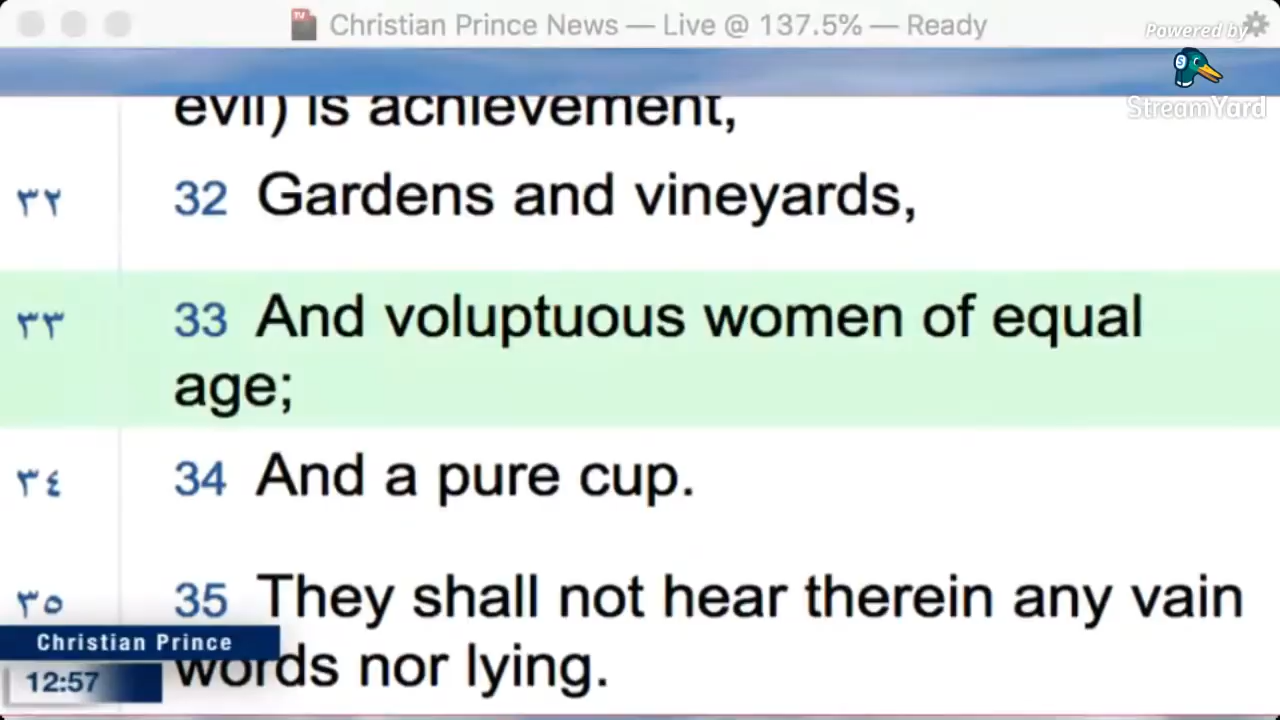 Christian Prince News — Live @ 137.5% — Ready
Powered by
StreamYard
evil) is achievement,
٣٢ 32 Gardens and vineyards,
٣٣ 33 And voluptuous women of equal
age;
٣٤ 34 And a pure cup.
٣٥ 35 They shall not hear therein any vain
words nor lying.
Christian Prince
12:57